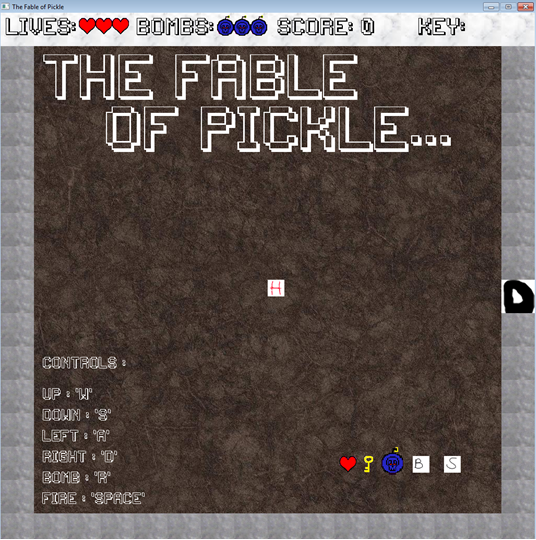 The Fable of Pickle
LIVES: BOMBS: SCORE: 0 KEY:
THE FABLE
OF PICKLE...
H
D
CONTROLS :
UP : 'W'
DOWN : 'S'
LEFT : 'A'
RIGHT : 'D'
BOMB : 'R'
FIRE : 'SPACE'
B S